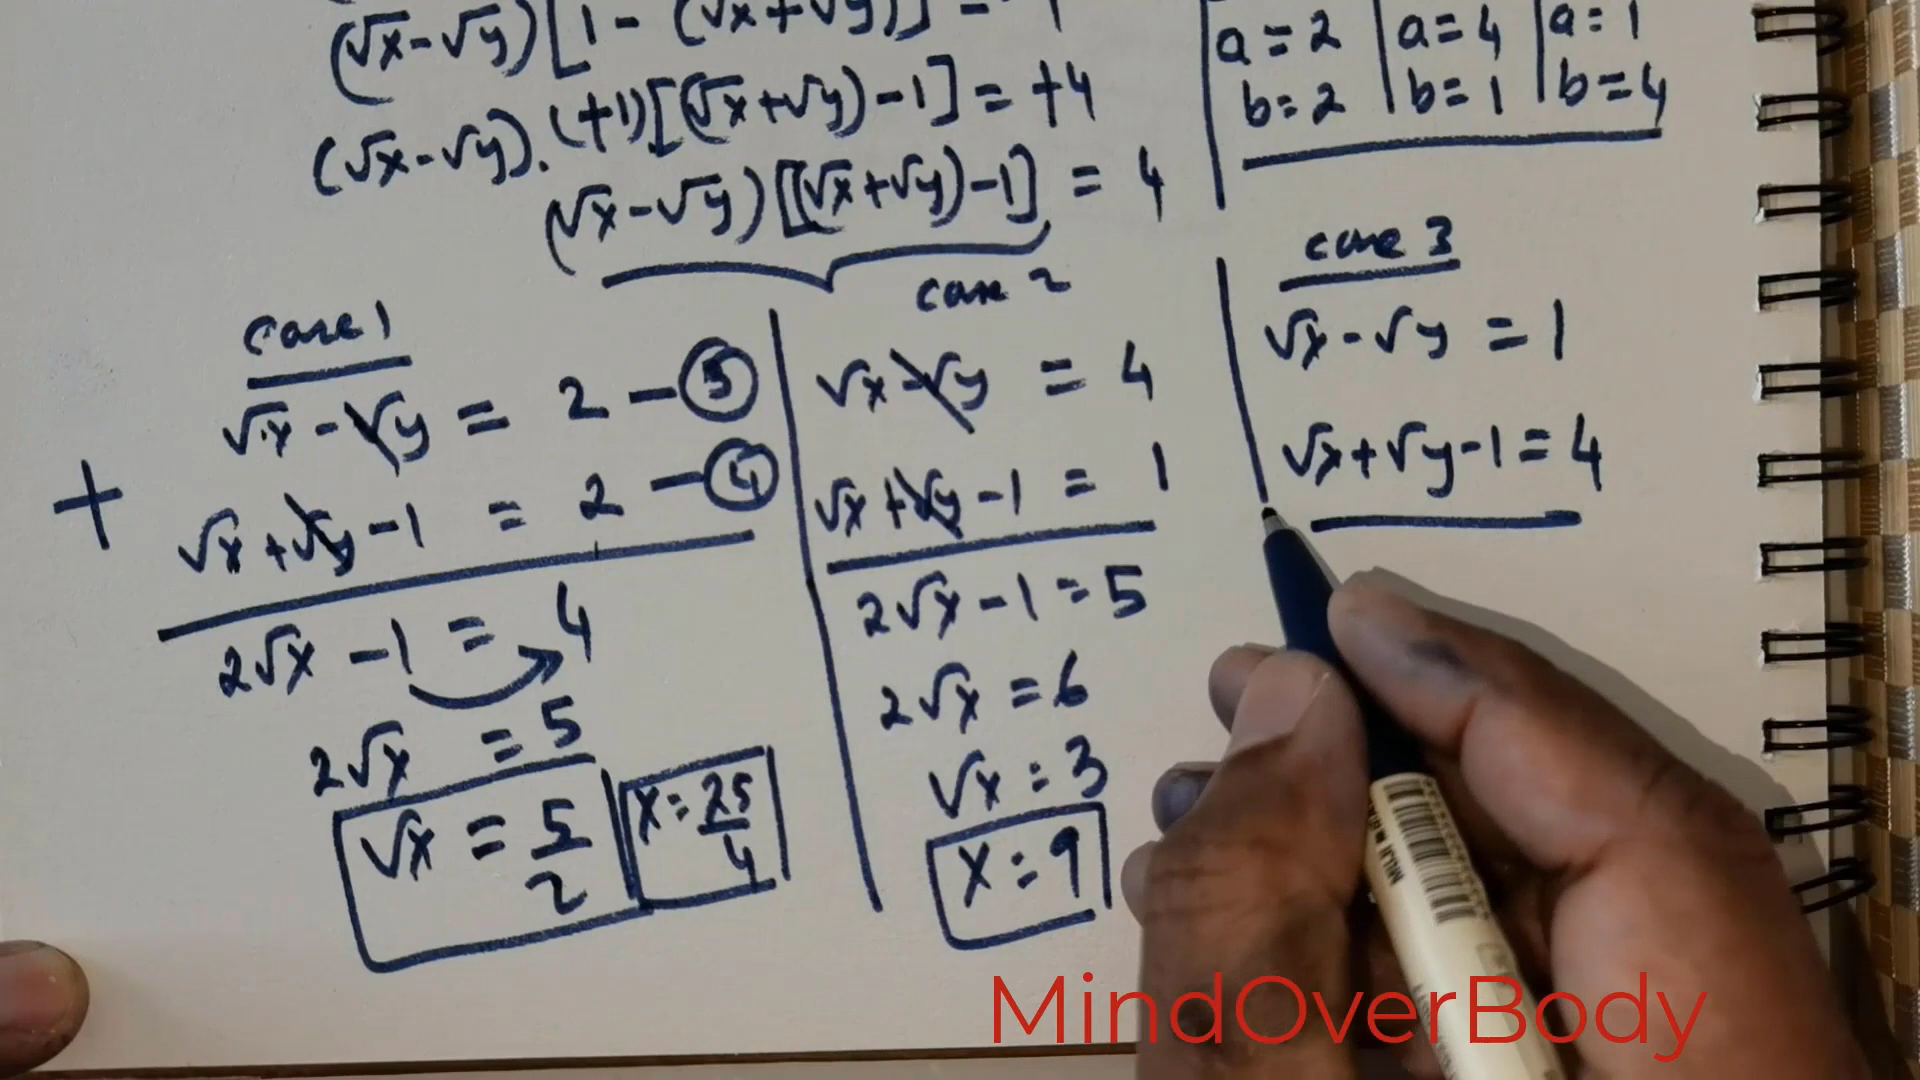 (√x-√y)[1-(√x+√y)] = -4
(√x-√y).(+1)[(√x+√y)-1] = +4
(√x-√y)[(√x+√y)-1] = 4
a=2 | a=4 | a=1
b=2 | b=1 | b=4
case 1
√x-√y = 2 -③
+
√x+√y-1 = 2 -④
2√x -1 = 4
2√x = 5
√x = 5/2
x=25/4
case 2
√x-√y = 4
√x+√y-1 = 1
2√x-1=5
2√x=6
√x=3
x=9
case 3
√x-√y=1
√x+√y-1=4
MUJI
MindOverBody